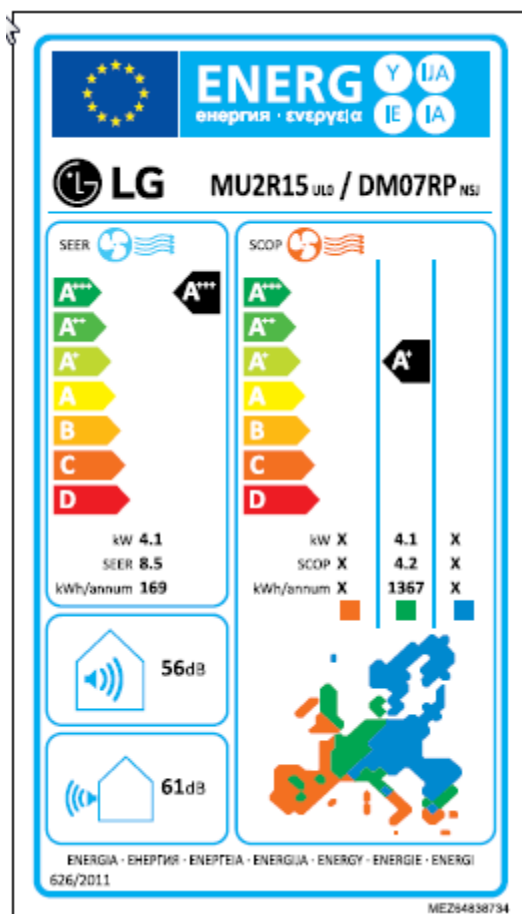 ENERG Y IJA
енергия · ενεργεια IE IA
LG MU2R15 UL0 / DM07RP NSJ
SEER
A+++
A++
A+
A
B
C
D
A+++
kW 4.1
SEER 8.5
kWh/annum 169
SCOP
A+++
A++
A+
A
B
C
D
A+
kW X 4.1 X
SCOP X 4.2 X
kWh/annum X 1367 X
56dB
61dB
ENERGIA · ЕНЕРГИЯ · ΕΝΕΡΓΕΙΑ · ENERGIJA · ENERGY · ENERGIE · ENERGI
626/2011
MEZ64838734